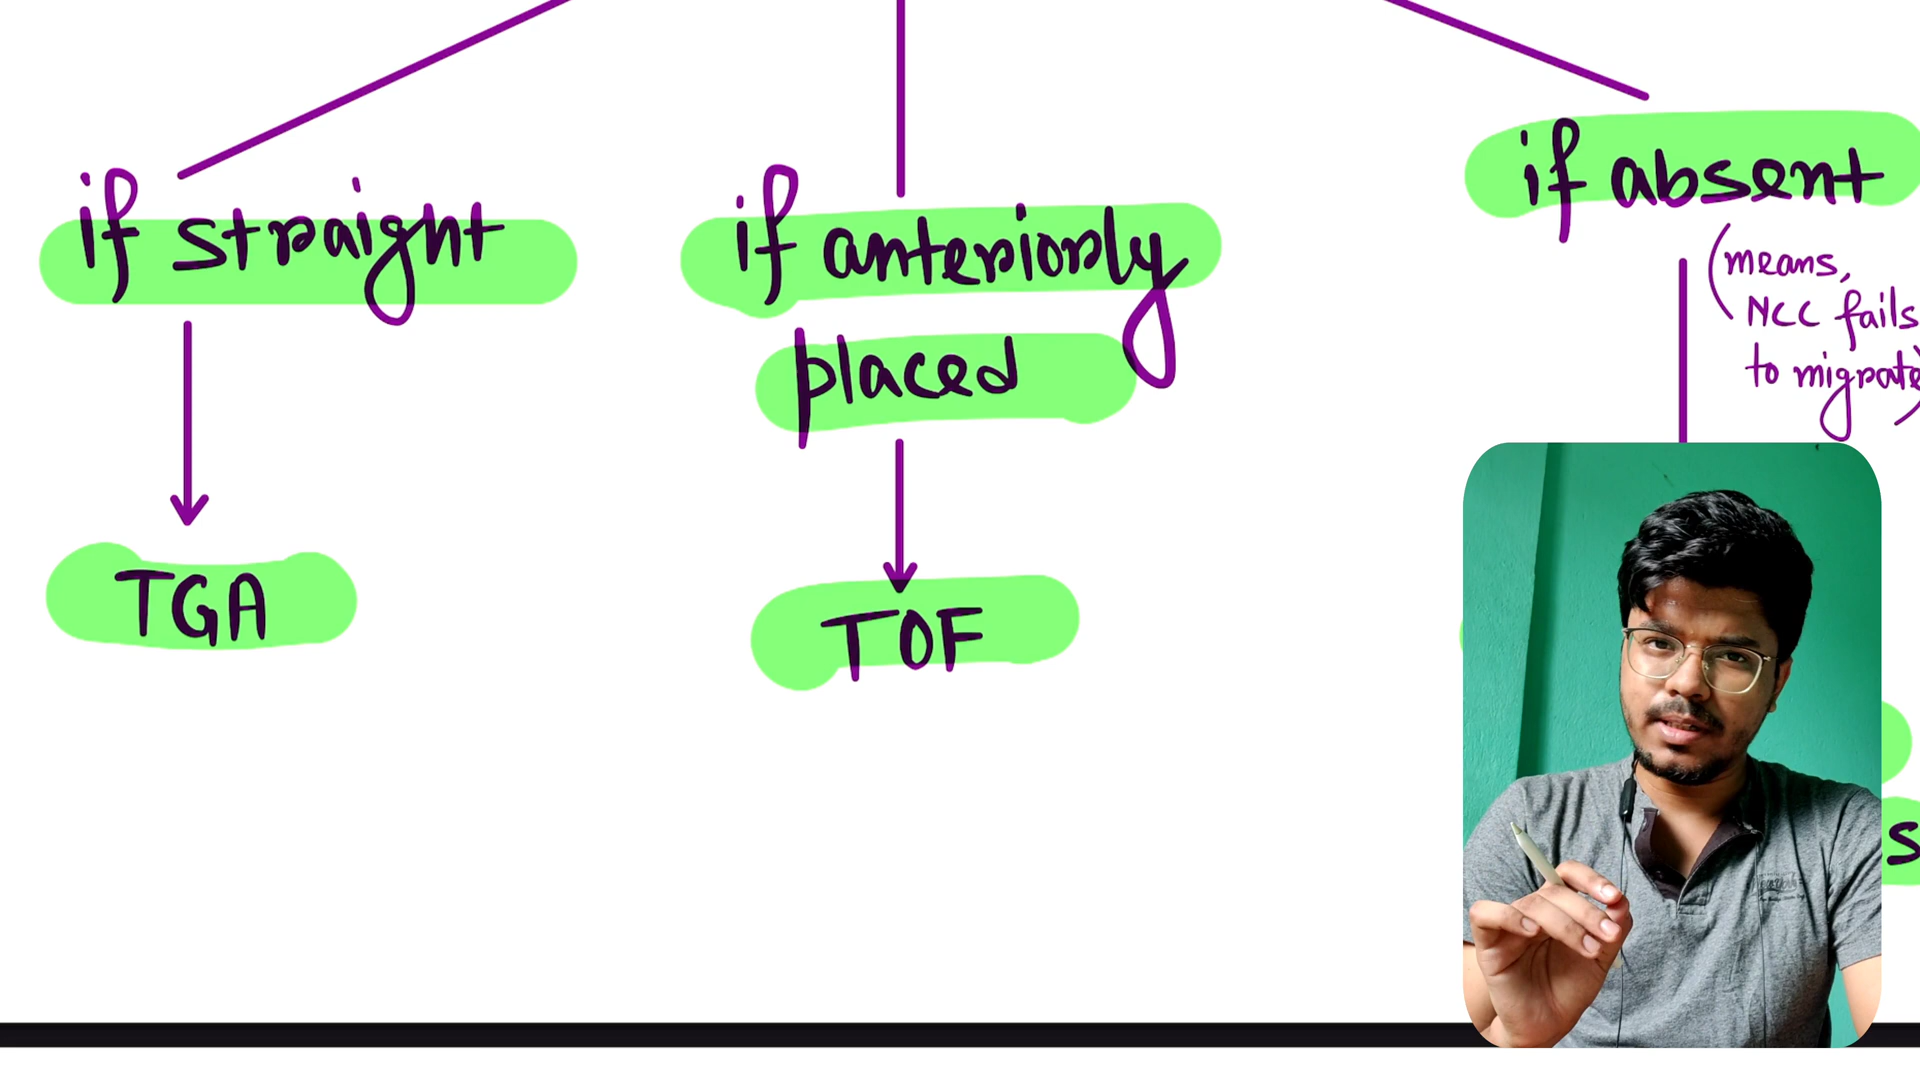 if straight
if anteriorly
placed
if absent
(means,
NCC fails
to migrate)
TGA
TOF
s